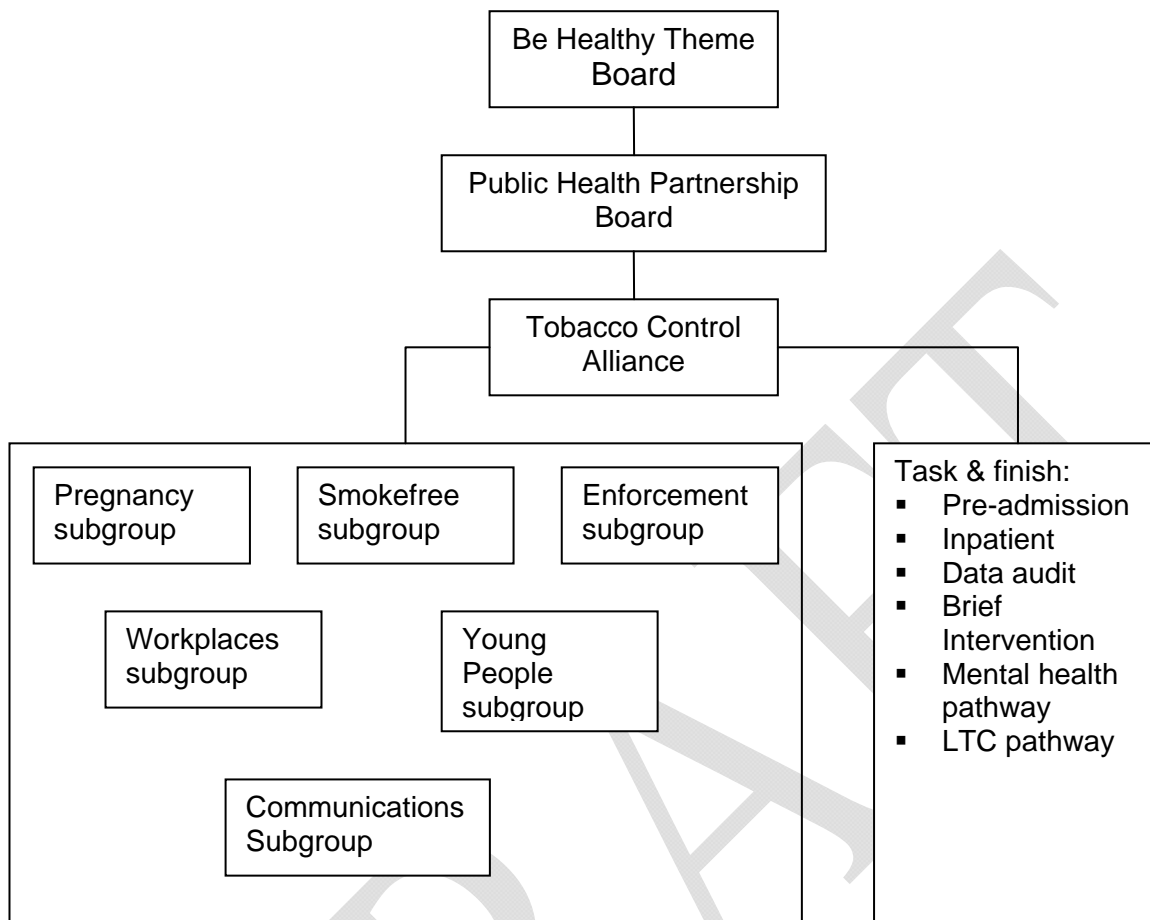 Be Healthy Theme
Board
Public Health Partnership
Board
Tobacco Control
Alliance
Pregnancy
subgroup
Smokefree
subgroup
Enforcement
subgroup
Workplaces
subgroup
Young
People
subgroup
Communications
Subgroup
Task & finish:
▪ Pre-admission
▪ Inpatient
▪ Data audit
▪ Brief
Intervention
▪ Mental health
pathway
▪ LTC pathway
DRAFT